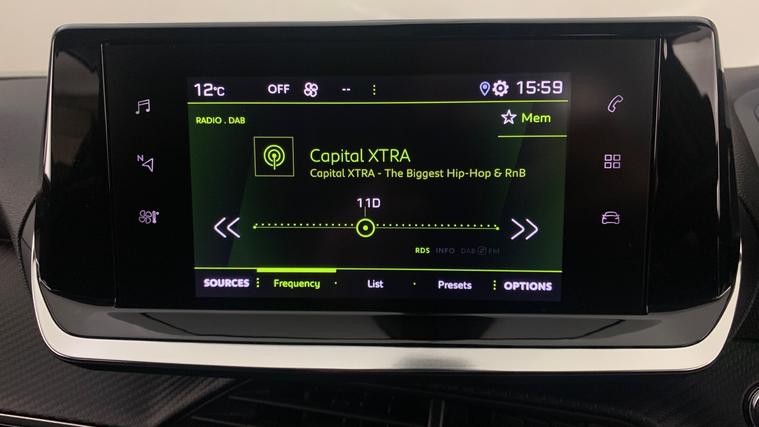 12°C OFF -- 15:59
RADIO . DAB
Mem
Capital XTRA
Capital XTRA - The Biggest Hip-Hop & RnB
11D
RDS INFO DAB FM
SOURCES Frequency List Presets OPTIONS
N